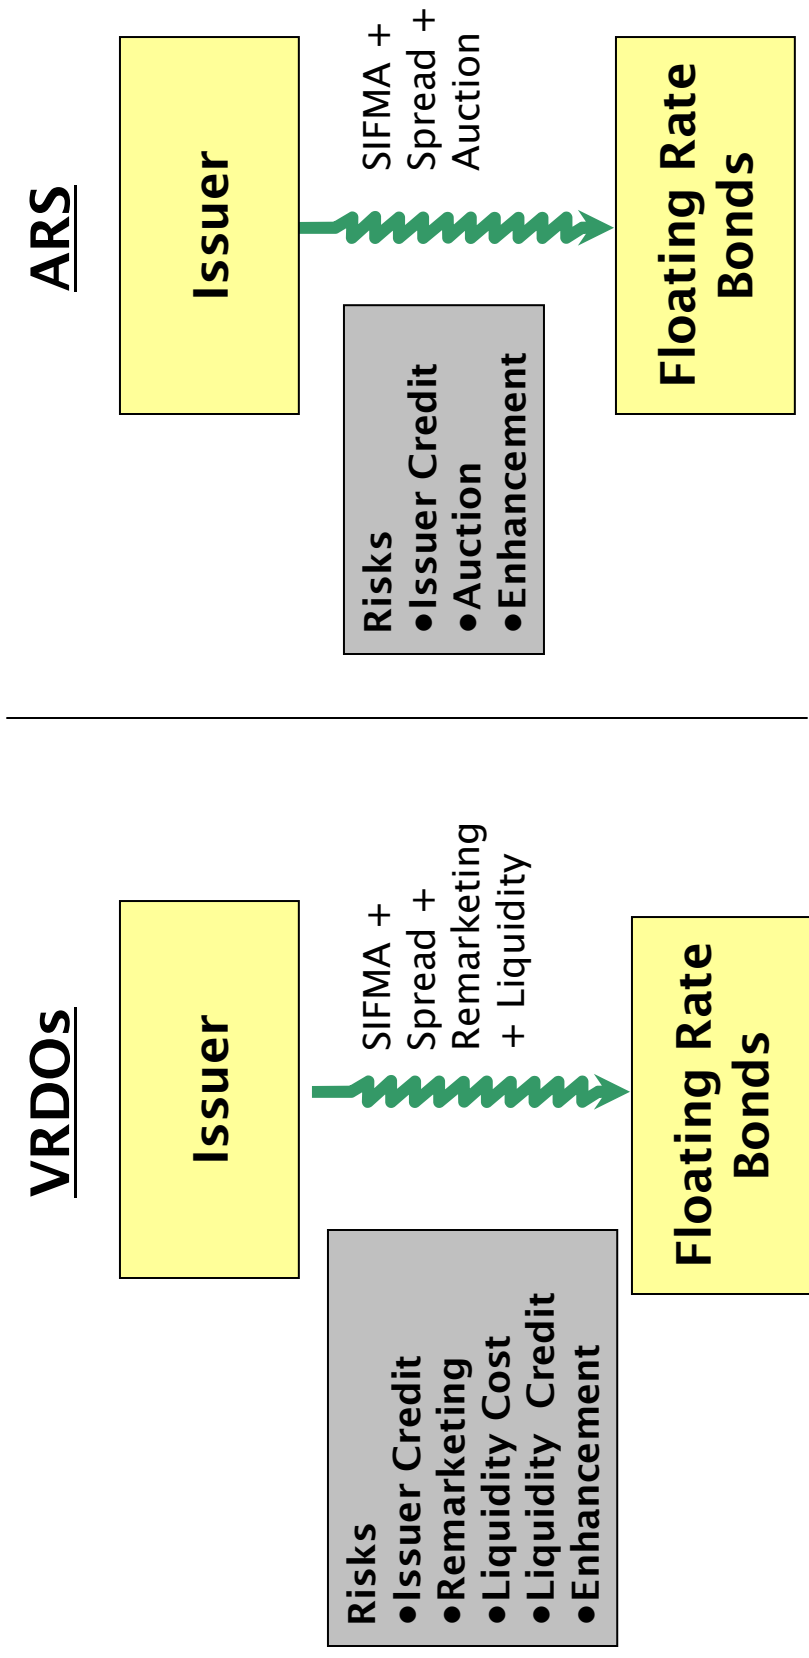 VRDOs
Issuer
SIFMA +
Spread +
Remarketing
+ Liquidity
Risks
•Issuer Credit
•Remarketing
•Liquidity Cost
•Liquidity Credit
•Enhancement
Floating Rate
Bonds
ARS
Issuer
SIFMA +
Spread +
Auction
Risks
•Issuer Credit
•Auction
•Enhancement
Floating Rate
Bonds